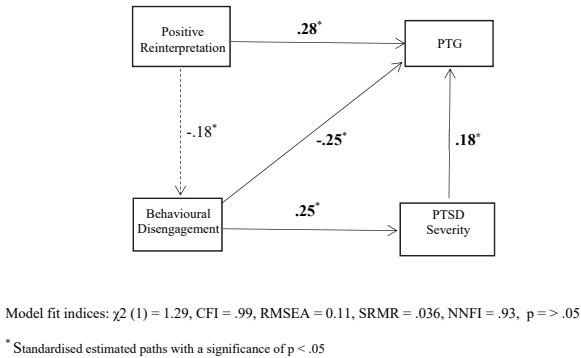 Positive
Reinterpretation
.28*
PTG
-.18*
-.25*
.18*
Behavioural
Disengagement
.25*
PTSD
Severity
Model fit indices: χ2 (1) = 1.29, CFI = .99, RMSEA = 0.11, SRMR = .036, NNFI = .93, p = > .05
* Standardised estimated paths with a significance of p < .05